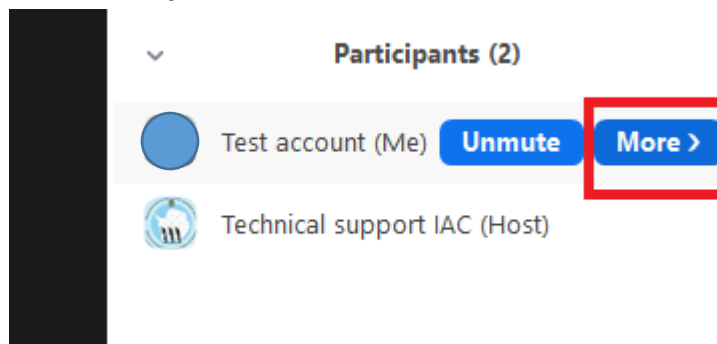 Participants (2)
Test account (Me) Unmute More >
Technical support IAC (Host)